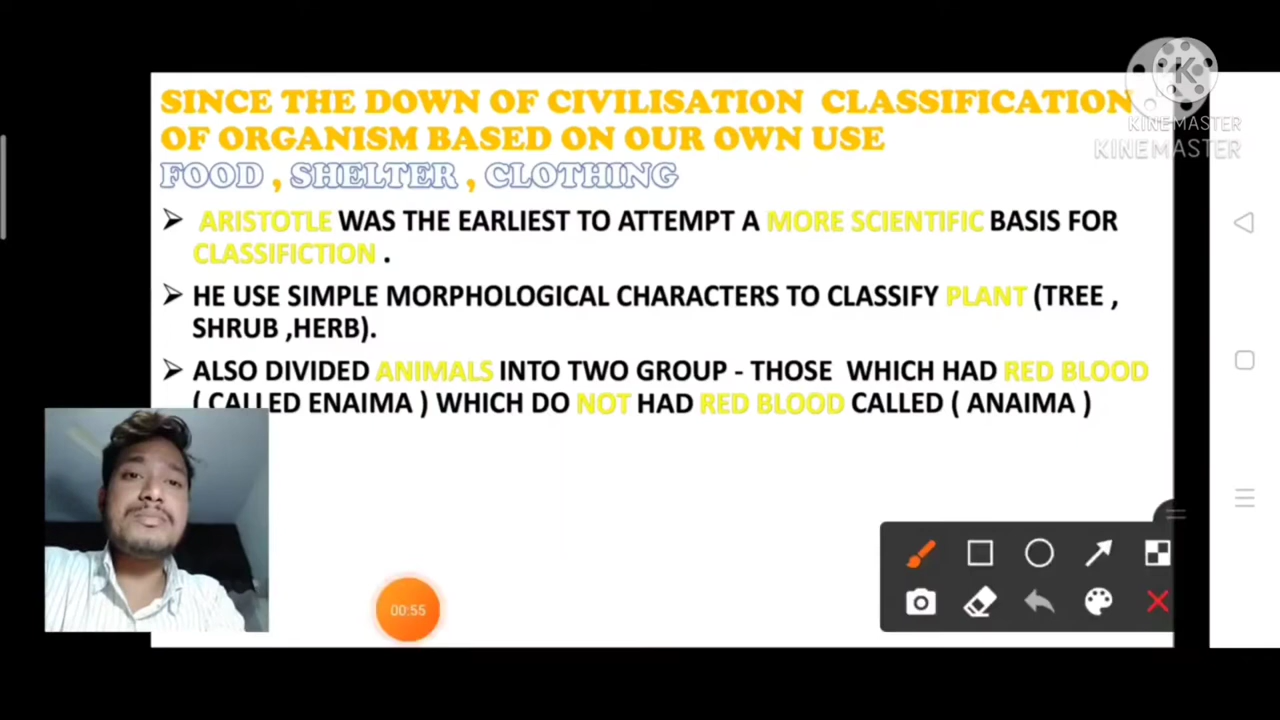 SINCE THE DOWN OF CIVILISATION CLASSIFICATION
OF ORGANISM BASED ON OUR OWN USE
FOOD , SHELTER , CLOTHING
➢ ARISTOTLE WAS THE EARLIEST TO ATTEMPT A MORE SCIENTIFIC BASIS FOR
CLASSIFICTION .
➢ HE USE SIMPLE MORPHOLOGICAL CHARACTERS TO CLASSIFY PLANT (TREE ,
SHRUB ,HERB).
➢ ALSO DIVIDED ANIMALS INTO TWO GROUP - THOSE WHICH HAD RED BLOOD
( CALLED ENAIMA ) WHICH DO NOT HAD RED BLOOD CALLED ( ANAIMA )
00:55
K
KINEMASTER
KINEMASTER